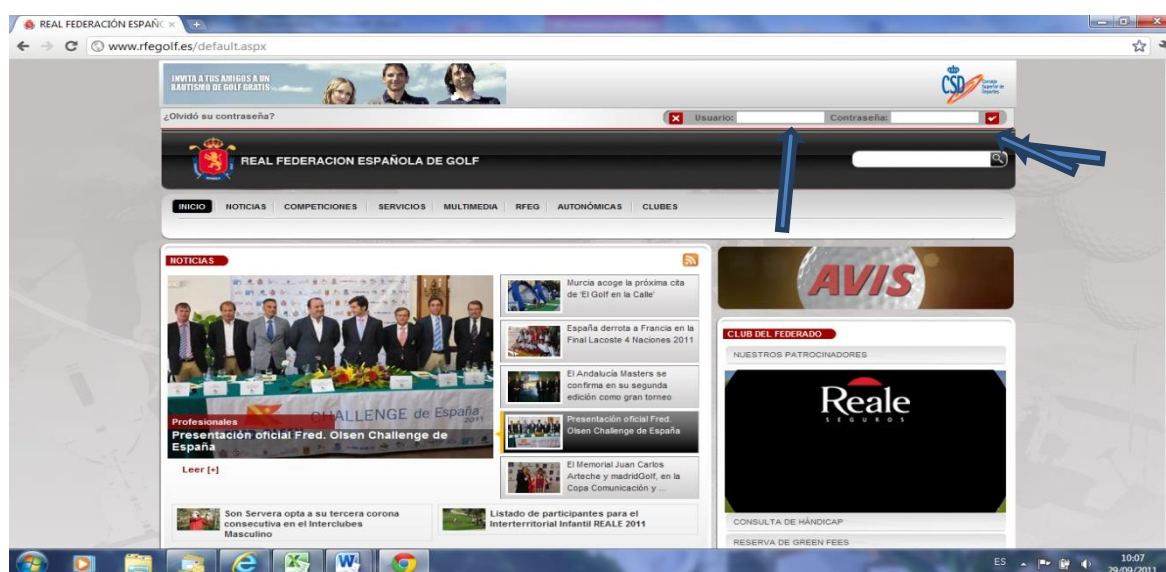 REAL FEDERACIÓN ESPAÑO
www.rfegolf.es/default.aspx
INVITA A TUS AMIGOS A UN
BAUTISMO DE GOLF GRATIS
CSD
Consejo
Superior de
Deportes
¿Olvidó su contraseña?
Usuario:
Contraseña:
REAL FEDERACION ESPAÑOLA DE GOLF
INICIO NOTICIAS COMPETICIONES SERVICIOS MULTIMEDIA RFEG AUTONÓMICAS CLUBES
NOTICIAS
CHALLENGE de España
2011
Profesionales
Presentación oficial Fred. Olsen Challenge de
España
Leer [+]
Murcia acoge la próxima cita
de 'El Golf en la Calle'
España derrota a Francia en la
Final Lacoste 4 Naciones 2011
El Andalucía Masters se
confirma en su segunda
edición como gran torneo
Presentación oficial Fred.
Olsen Challenge de España
El Memorial Juan Carlos
Arteche y madridGolf, en la
Copa Comunicación y ...
Son Servera opta a su tercera corona
consecutiva en el Interclubes
Masculino
Listado de participantes para el
Interterritorial Infantil REALE 2011
AVIS
CLUB DEL FEDERADO
NUESTROS PATROCINADORES
Reale
SEGUROS
CONSULTA DE HÁNDICAP
RESERVA DE GREEN FEES
ES
10:07
29/09/2011